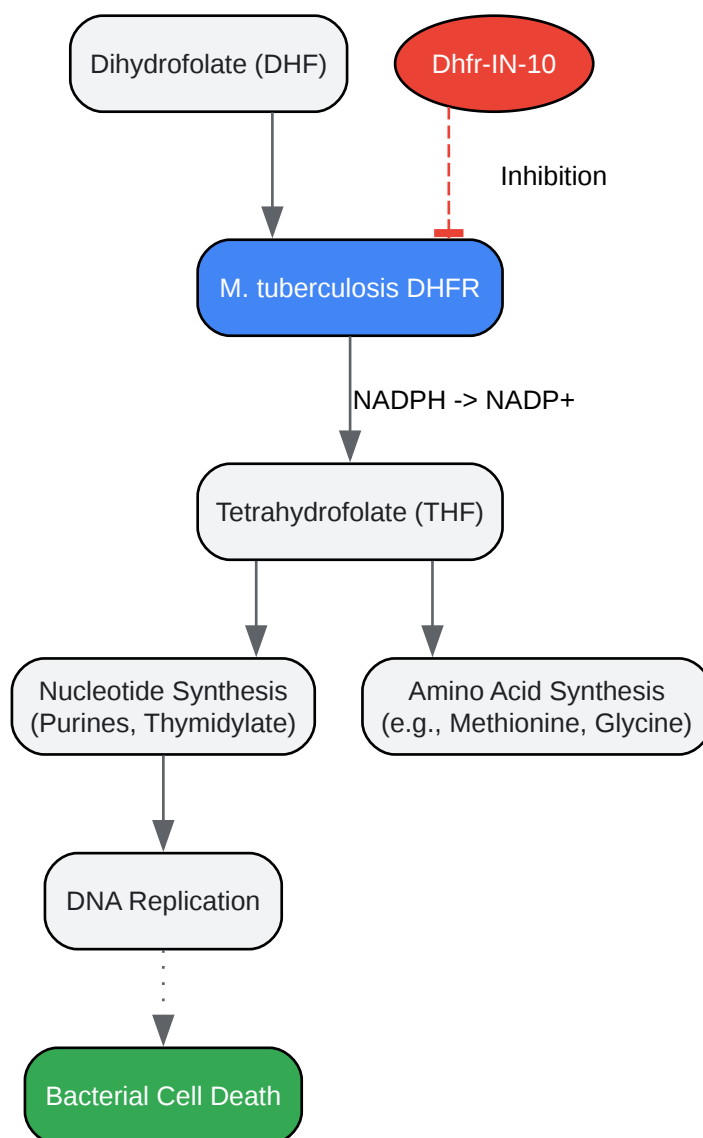 Dihydrofolate (DHF)
Dhfr-IN-10
Inhibition
M. tuberculosis DHFR
NADPH -> NADP+
Tetrahydrofolate (THF)
Nucleotide Synthesis
(Purines, Thymidylate)
Amino Acid Synthesis
(e.g., Methionine, Glycine)
DNA Replication
Bacterial Cell Death